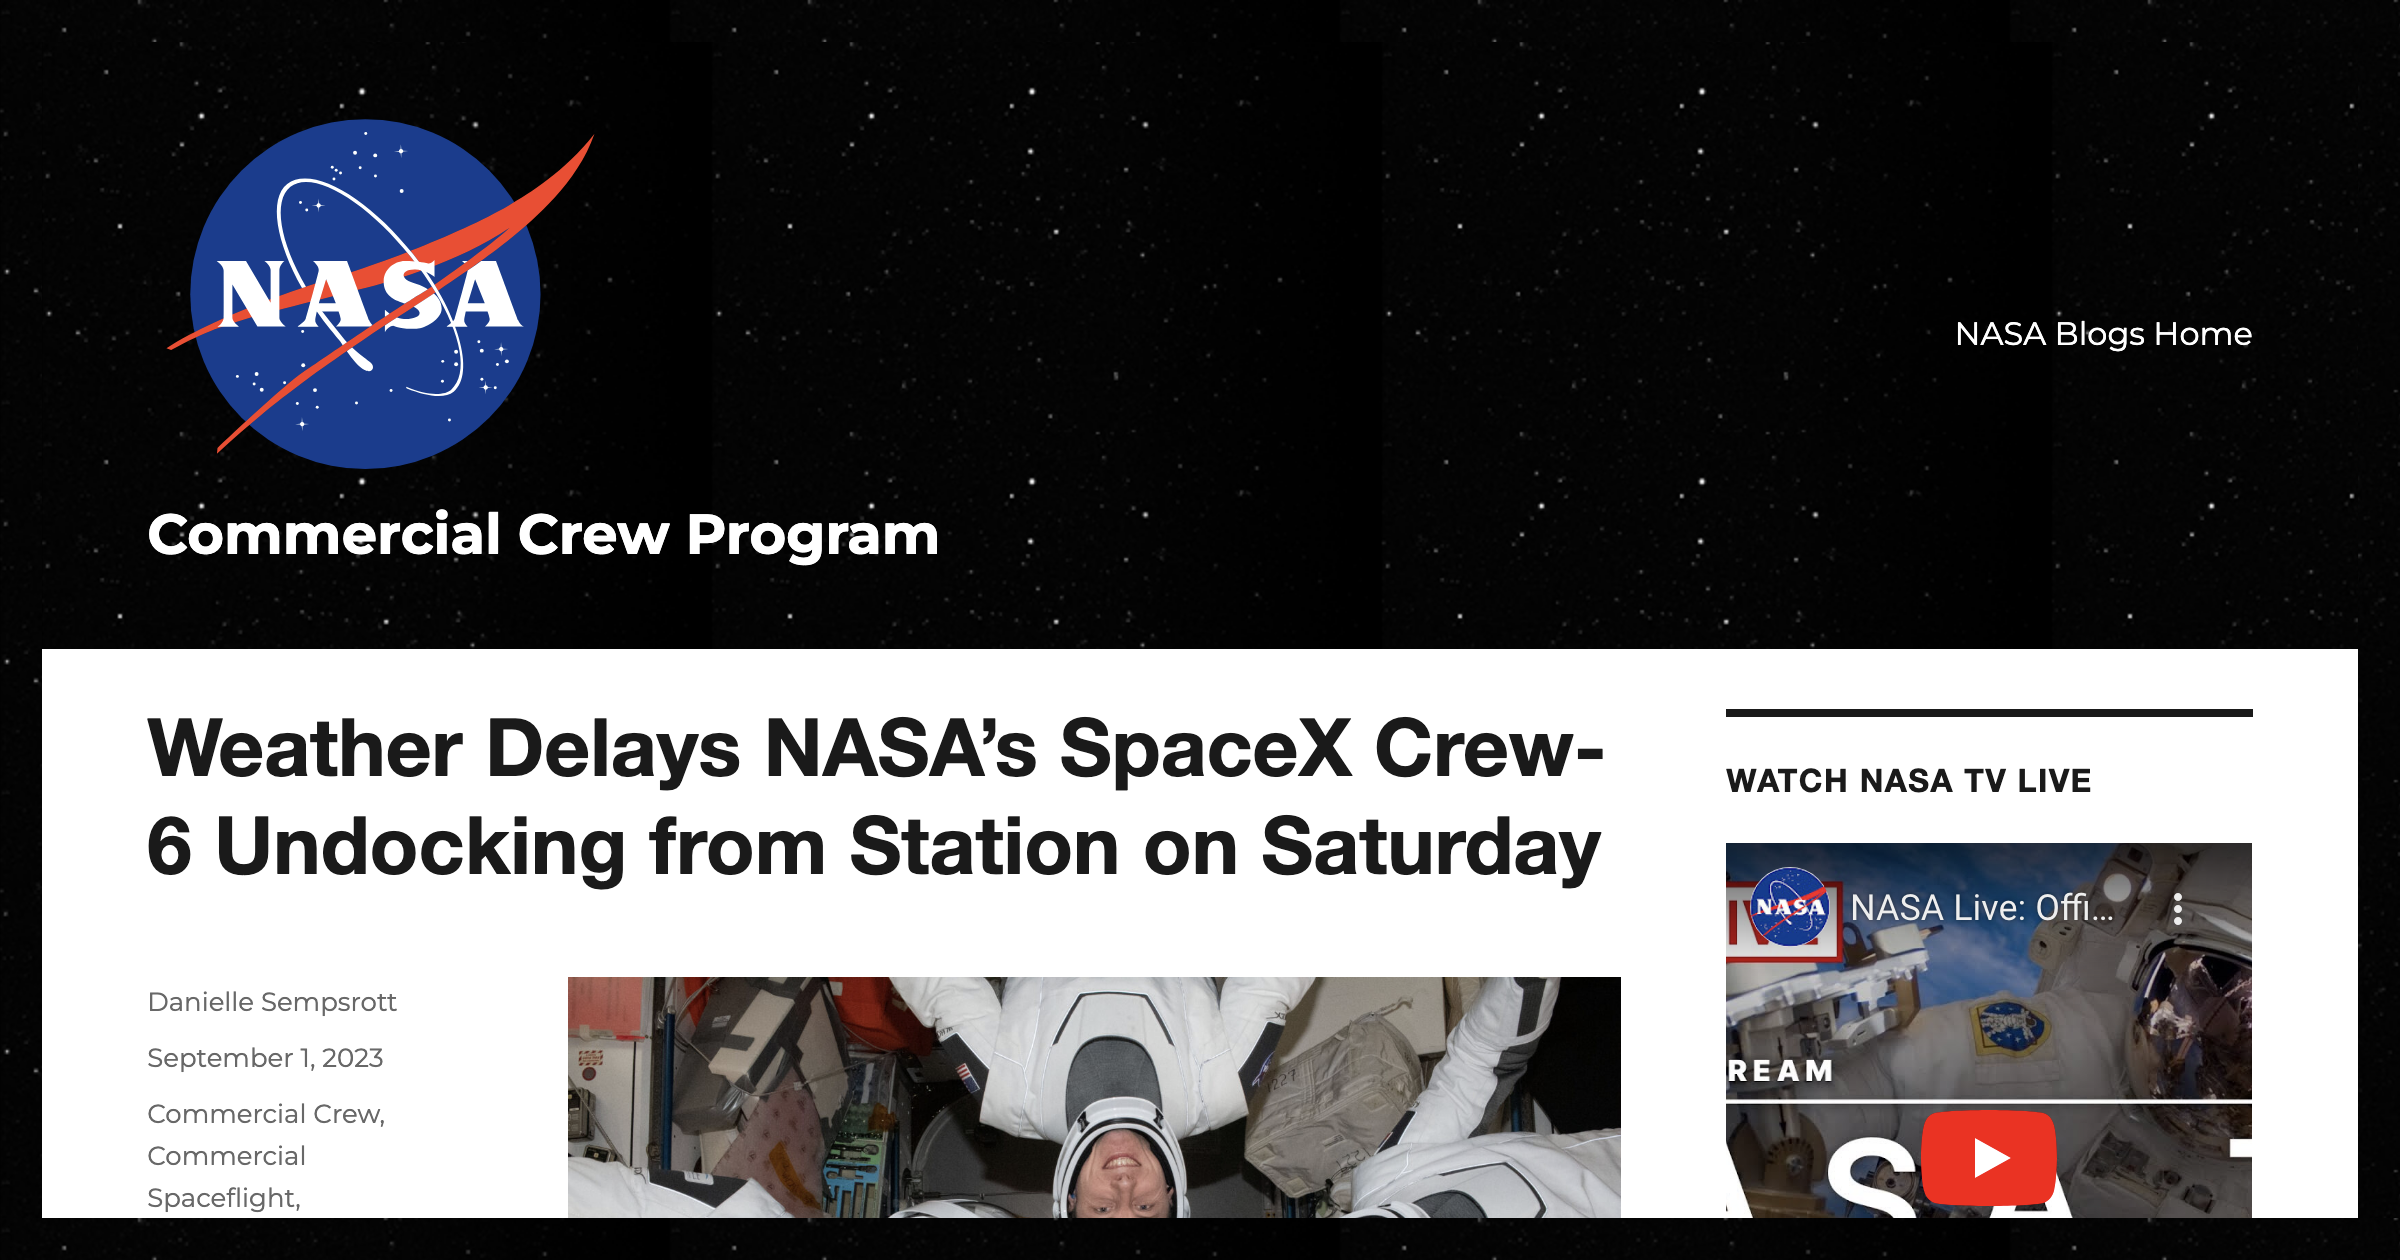 NASA
Commercial Crew Program
NASA Blogs Home
Weather Delays NASA’s SpaceX Crew-
6 Undocking from Station on Saturday
Danielle Sempsrott
September 1, 2023
Commercial Crew,
Commercial
Spaceflight,
WATCH NASA TV LIVE
NASA
NASA Live: Offi...
REAM